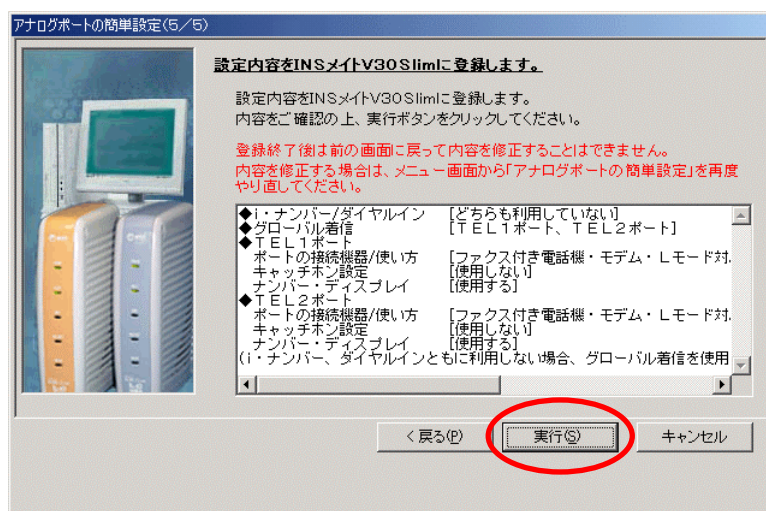 アナログポートの簡単設定(5/5)
設定内容をINSメイトV30Slimに登録します。
設定内容をINSメイトV30Slimに登録します。
内容をご確認の上、実行ボタンをクリックしてください。
登録終了後は前の画面に戻って内容を修正することはできません。
内容を修正する場合は、メニュー画面から「アナログポートの簡単設定」を再度
やり直してください。
◆i・ナンバー/ダイヤルイン [どちらも利用していない]
◆グローバル着信 [TEL1ポート、TEL2ポート]
◆TEL1ポート
ポートの接続機器/使い方 [ファクス付き電話機・モデム・Lモード対.
キャッチホン設定 [使用しない]
ナンバー・ディスプレイ [使用する]
◆TEL2ポート
ポートの接続機器/使い方 [ファクス付き電話機・モデム・Lモード対.
キャッチホン設定 [使用しない]
ナンバー・ディスプレイ [使用する]
(i・ナンバー、ダイヤルインともに利用しない場合、グローバル着信を使用
<戻る(P) 実行(S) キャンセル